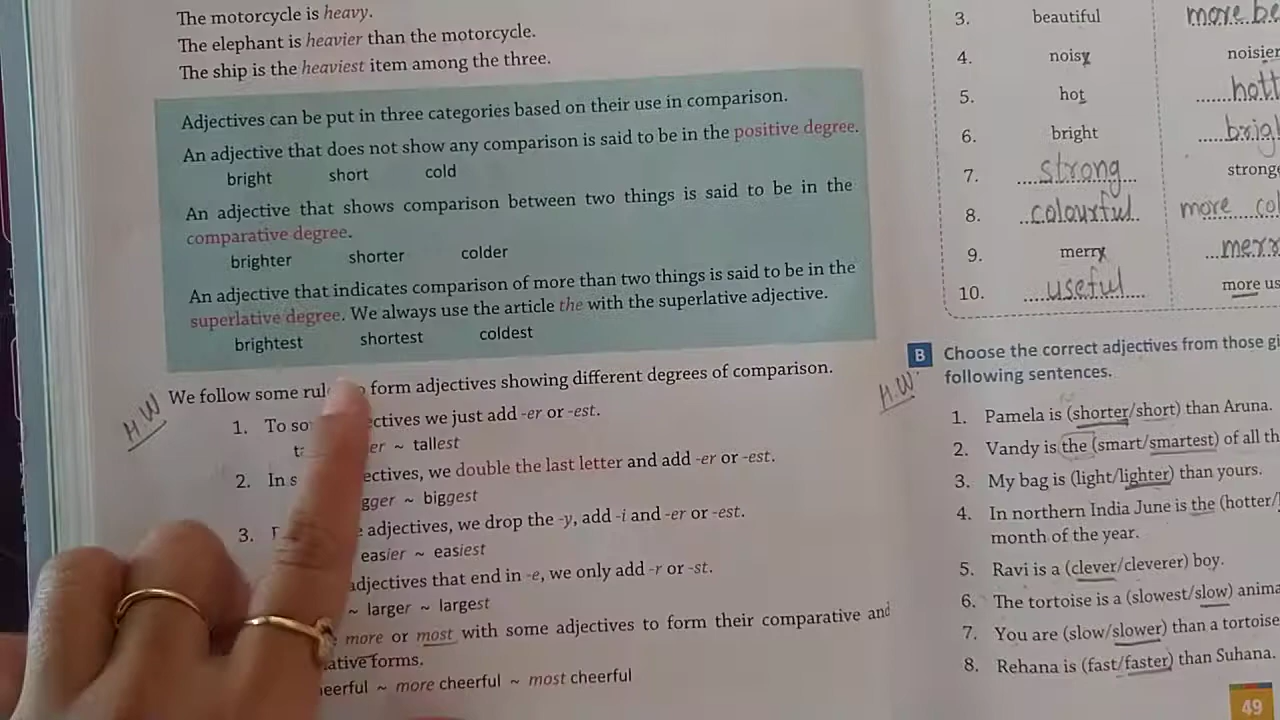 The motorcycle is heavy.
The elephant is heavier than the motorcycle.
The ship is the heaviest item among the three.
Adjectives can be put in three categories based on their use in comparison.
An adjective that does not show any comparison is said to be in the positive degree.
bright short cold
An adjective that shows comparison between two things is said to be in the
comparative degree.
brighter shorter colder
An adjective that indicates comparison of more than two things is said to be in the
superlative degree. We always use the article the with the superlative adjective.
brightest shortest coldest
H.W
We follow some form adjectives showing different degrees of comparison.
1. To we just add -er or -est.
~ tallest
2. In we double the last letter and add -er or -est.
~ biggest
3. adjectives, we drop the -y, add -i and -er or -est.
easier ~ easiest
adjectives that end in -e, we only add -r or -st.
~ larger ~ largest
more or most with some adjectives to form their comparative and
forms.
~ more cheerful ~ most cheerful
3. beautiful more
4. noisy noisier
5. hot
6. bright
7. strong
8. colourful more
9. merry
10. useful more
H.W
B Choose the correct adjectives from those
following sentences.
1. Pamela is (shorter/short) than Aruna.
2. Vandy is the (smart/smartest) of all
3. My bag is (light/lighter) than yours.
4. In northern India June is the (hotter/
month of the year.
5. Ravi is a (clever/cleverer) boy.
6. The tortoise is a (slowest/slow)
7. You are (slow/slower) than a tortoise
8. Rehana is (fast/faster) than Suhana.
49